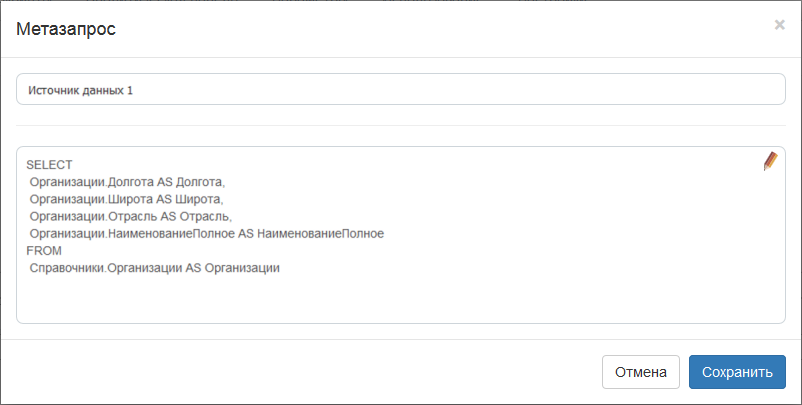 Метазапрос
×
Источник данных 1
SELECT
Организации.Долгота AS Долгота,
Организации.Широта AS Широта,
Организации.Отрасль AS Отрасль,
Организации.НаименованиеПолное AS НаименованиеПолное
FROM
Справочники.Организации AS Организации
Отмена
Сохранить